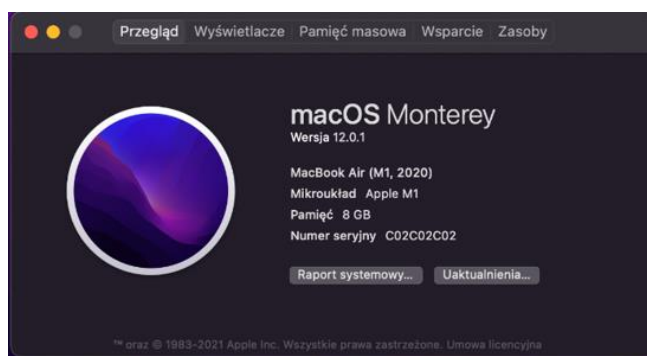 Przegląd Wyświetlacze Pamięć masowa Wsparcie Zasoby
macOS Monterey
Wersja 12.0.1
MacBook Air (M1, 2020)
Mikroukład Apple M1
Pamięć 8 GB
Numer seryjny C02C02C02
Raport systemowy... Uaktualnienia...
™ oraz © 1983-2021 Apple Inc. Wszystkie prawa zastrzeżone. Umowa licencyjna